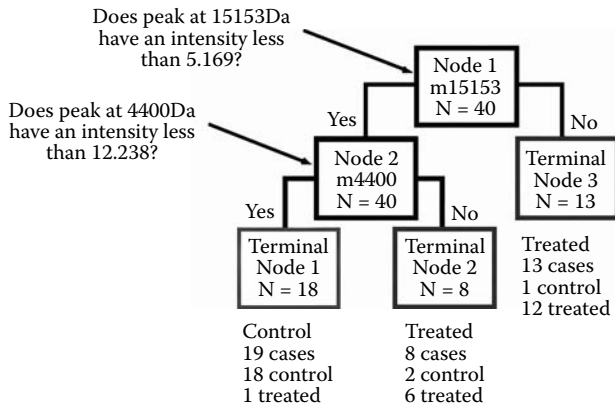 Does peak at 15153Da
have an intensity less
than 5.169?
Node 1
m15153
N = 40
Does peak at 4400Da
have an intensity less
than 12.238?
Yes
No
Node 2
m4400
N = 40
Terminal
Node 3
N = 13
Yes
No
Terminal
Node 1
N = 18
Terminal
Node 2
N = 8
Treated
13 cases
1 control
12 treated
Control
19 cases
18 control
1 treated
Treated
8 cases
2 control
6 treated